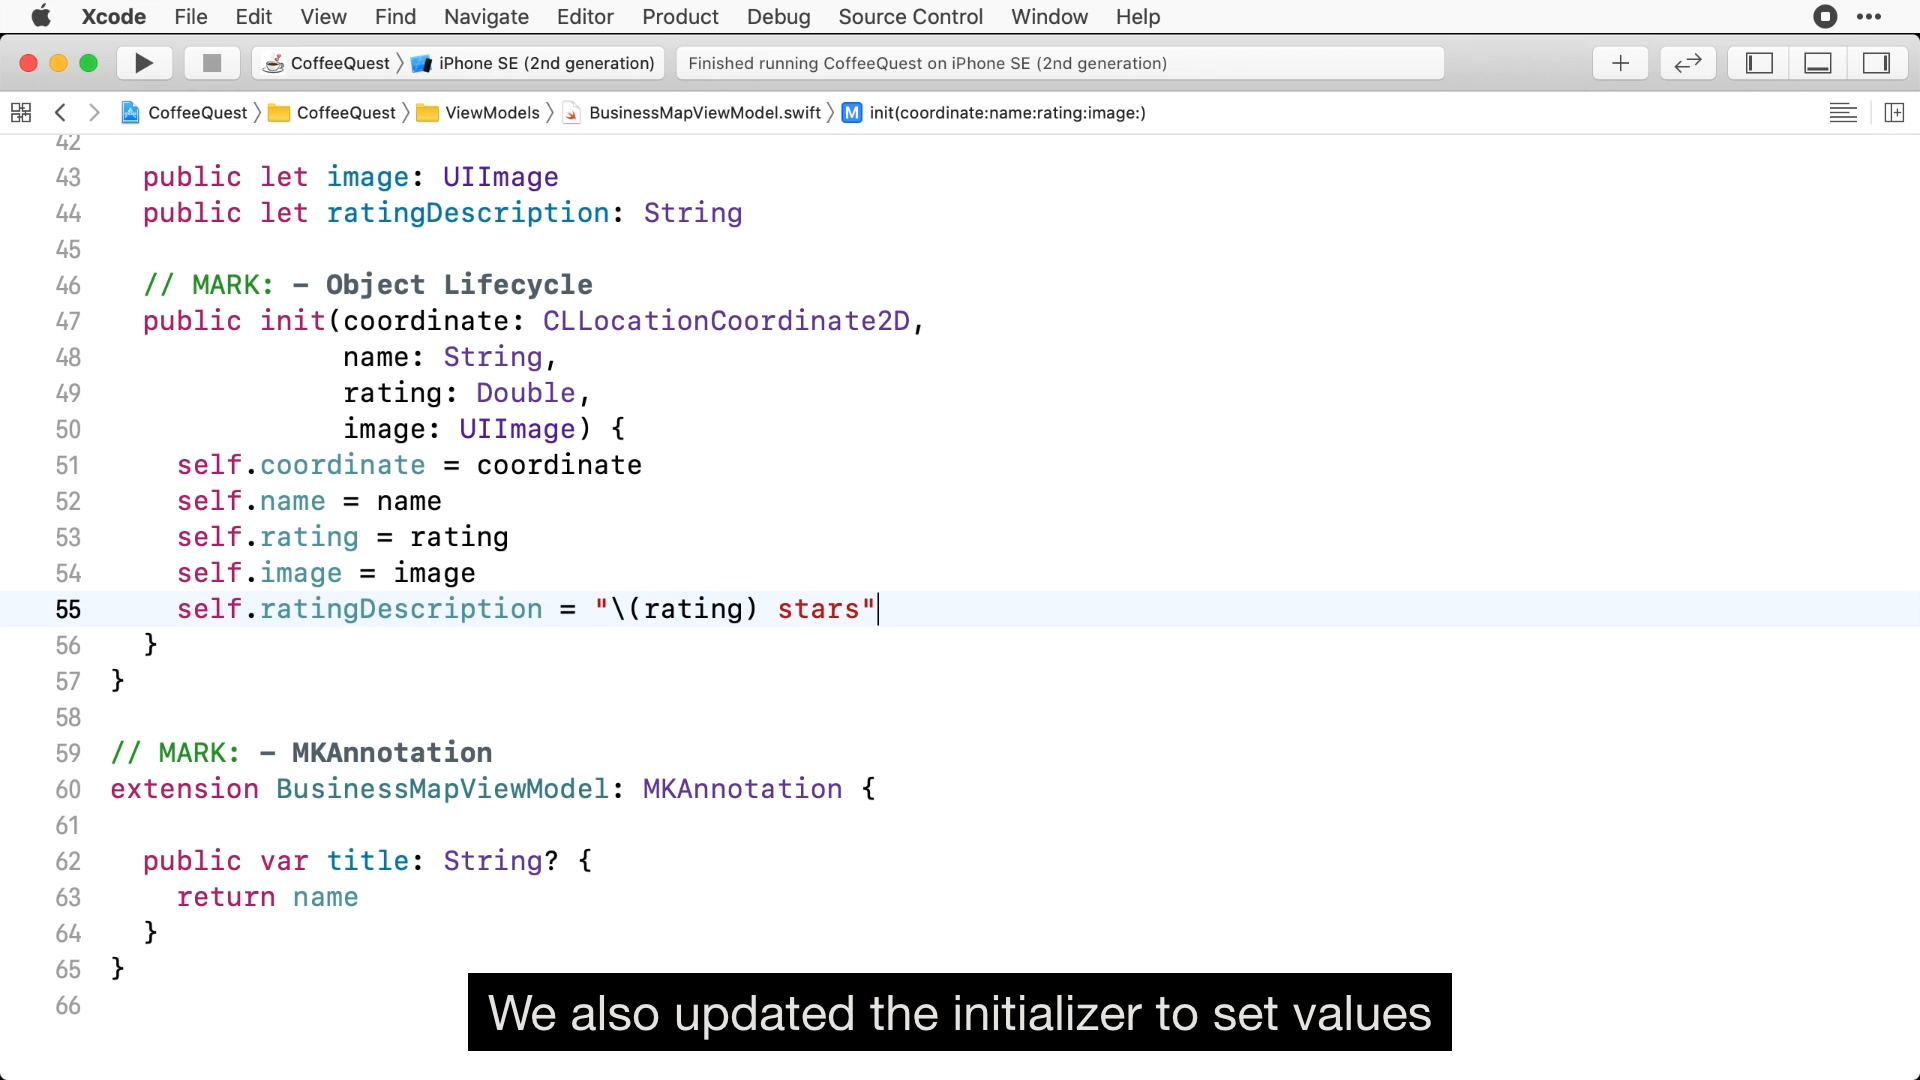 Xcode File Edit View Find Navigate Editor Product Debug Source Control Window Help
CoffeeQuest iPhone SE (2nd generation) Finished running CoffeeQuest on iPhone SE (2nd generation)
CoffeeQuest CoffeeQuest ViewModels BusinessMapViewModel.swift M init(coordinate:name:rating:image:)
42
43 public let image: UIImage
44 public let ratingDescription: String
45
46 // MARK: - Object Lifecycle
47 public init(coordinate: CLLocationCoordinate2D,
48 name: String,
49 rating: Double,
50 image: UIImage) {
51 self.coordinate = coordinate
52 self.name = name
53 self.rating = rating
54 self.image = image
55 self.ratingDescription = "\(rating) stars"
56 }
57 }
58
59 // MARK: - MKAnnotation
60 extension BusinessMapViewModel: MKAnnotation {
61
62 public var title: String? {
63 return name
64 }
65 }
66
We also updated the initializer to set values